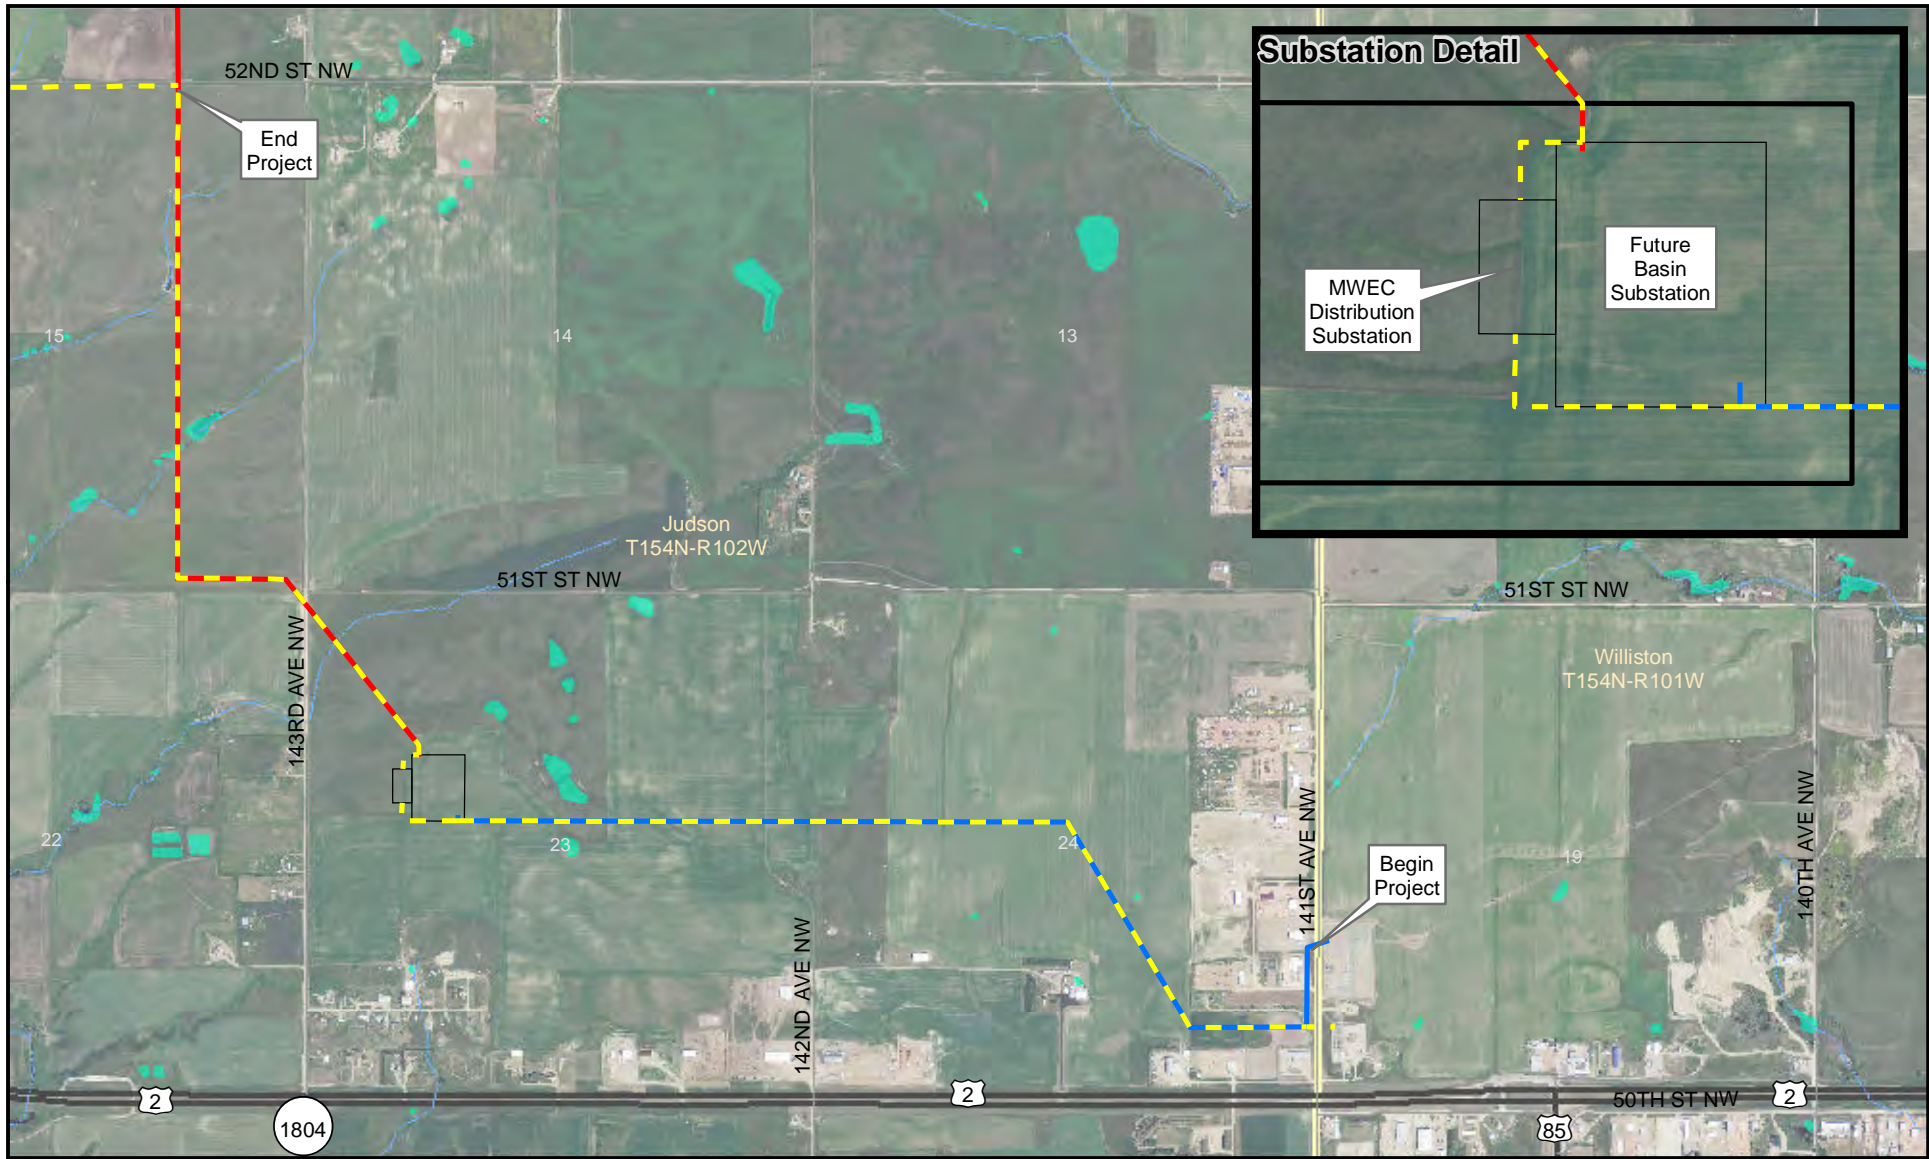 52ND ST NW
Substation Detail
End
Project
Future
Basin
Substation
MWEC
Distribution
Substation
15
14
13
Judson
T154N-R102W
51ST ST NW
51ST ST NW
143RD AVE NW
Williston
T154N-R101W
22
23
24
19
141ST AVE NW
140TH AVE NW
Begin
Project
142ND AVE NW
2
2
50TH ST NW
2
1804
85